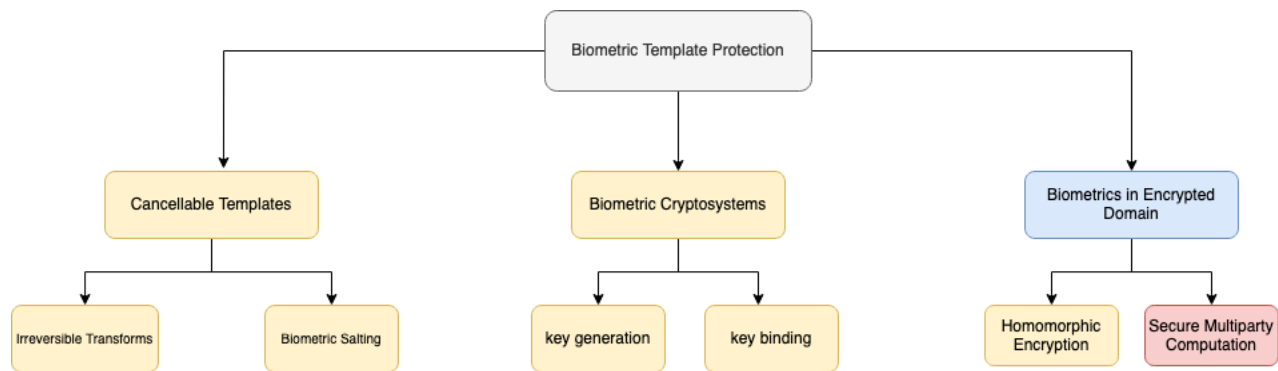 Biometric Template Protection
Cancellable Templates
Biometric Cryptosystems
Biometrics in Encrypted
Domain
Irreversible Transforms
Biometric Salting
key generation
key binding
Homomorphic
Encryption
Secure Multiparty
Computation